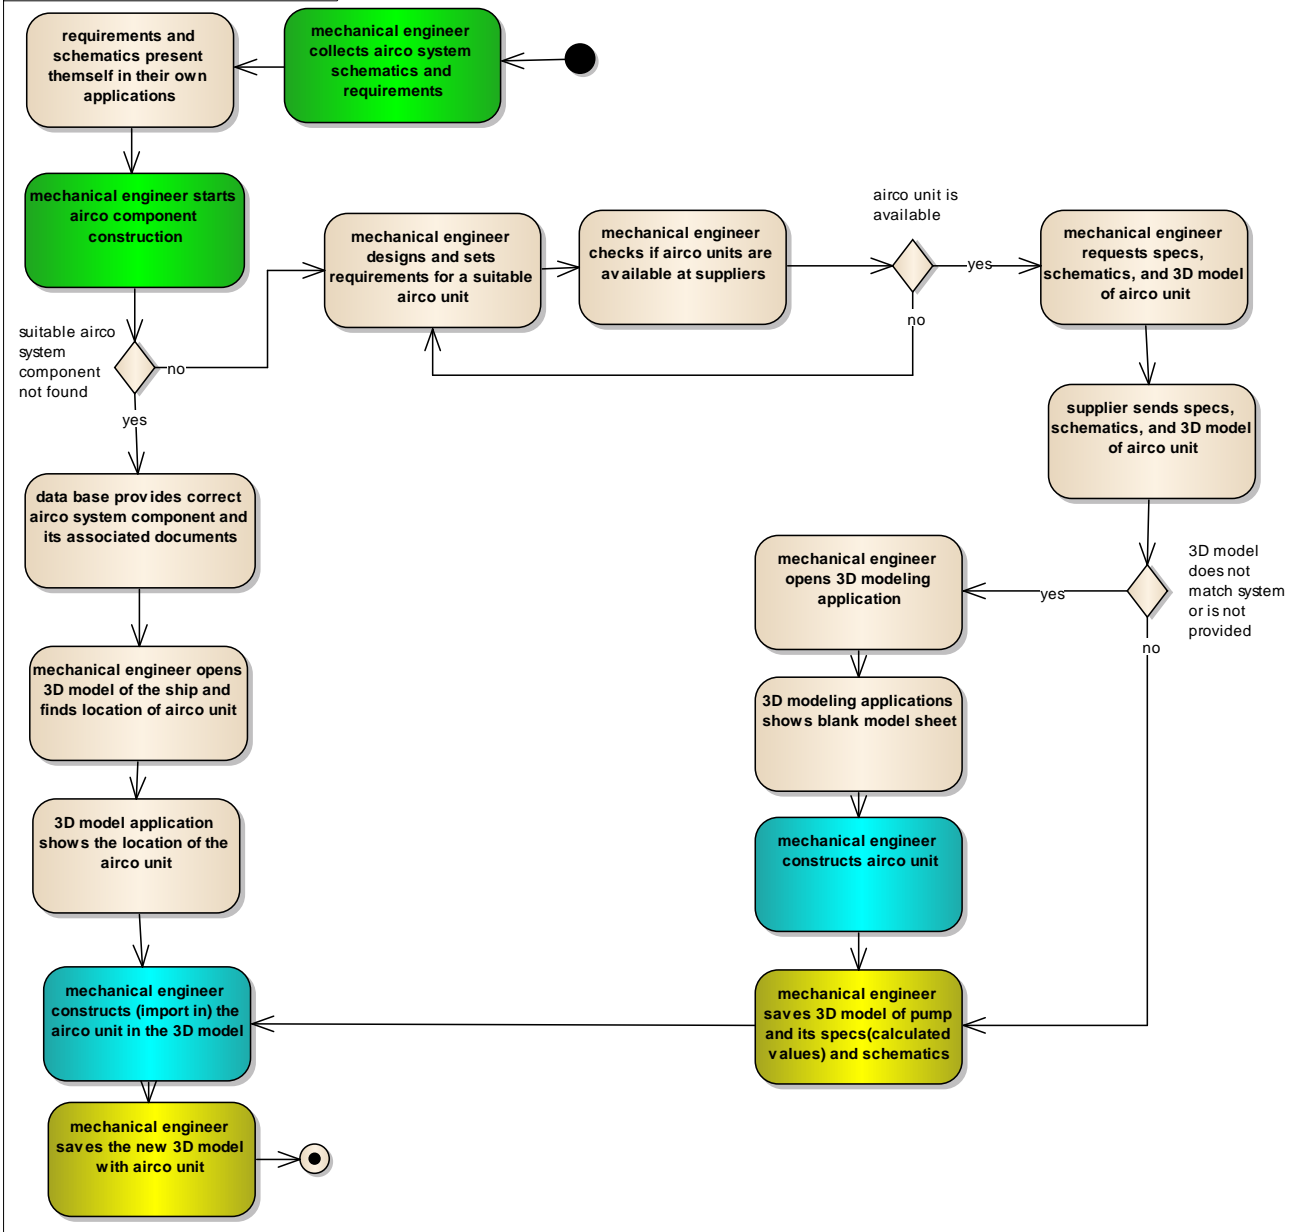 mechanical engineer
collects airco system
schematics and
requirements
requirements and
schematics present
themself in their own
applications
mechanical engineer starts
airco component
construction
suitable airco
system
component
not found
no
yes
mechanical engineer
designs and sets
requirements for a suitable
airco unit
mechanical engineer
checks if airco units are
available at suppliers
airco unit is
available
yes
no
mechanical engineer
requests specs,
schematics, and 3D model
of airco unit
supplier sends specs,
schematics, and 3D model
of airco unit
3D model
does not
match system
or is not
provided
yes
no
mechanical engineer
opens 3D modeling
application
3D modeling applications
shows blank model sheet
mechanical engineer
constructs airco unit
mechanical engineer
saves 3D model of pump
and its specs(calculated
values) and schematics
data base provides correct
airco system component and
its associated documents
mechanical engineer opens
3D model of the ship and
finds location of airco unit
3D model application
shows the location of the
airco unit
mechanical engineer
constructs (import in) the
airco unit in the 3D model
mechanical engineer
saves the new 3D model
with airco unit